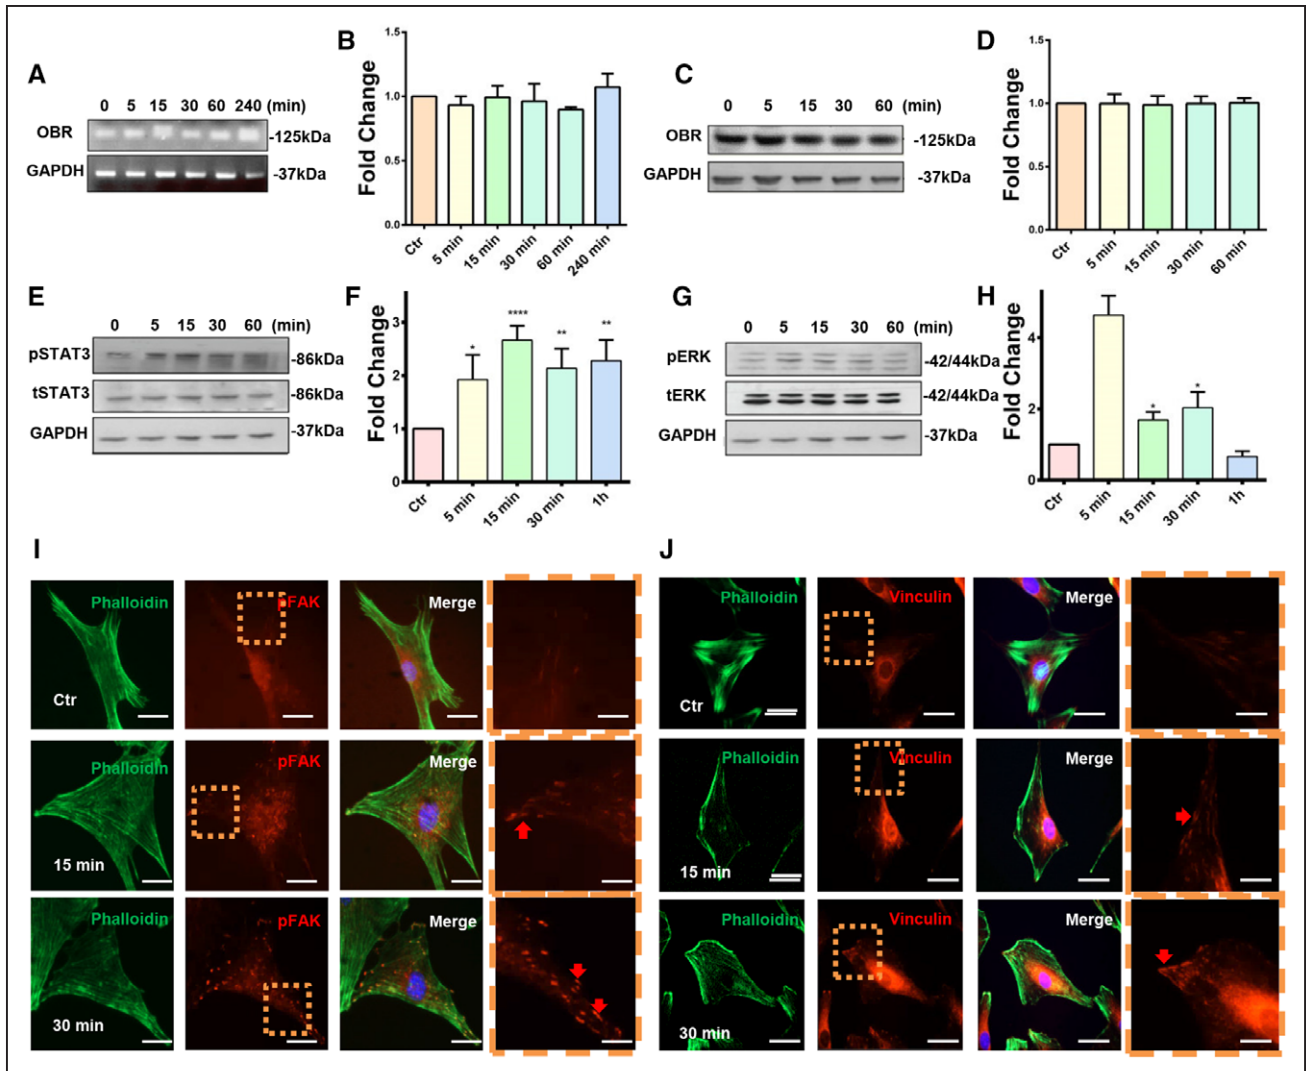 A
0 5 15 30 60 240 (min)
OBR -125kDa
GAPDH -37kDa
B
Fold Change
1.5
1.0
0.5
0.0
Ctr 5 min 15 min 30 min 60 min 240 min
C
0 5 15 30 60 (min)
OBR -125kDa
GAPDH -37kDa
D
Fold Change
1.5
1.0
0.5
0.0
Ctr 5 min 15 min 30 min 60 min
E
0 5 15 30 60 (min)
pSTAT3 -86kDa
tSTAT3 -86kDa
GAPDH -37kDa
F
Fold Change
3
2
1
0
* **** ** **
Ctr 5 min 15 min 30 min 1h
G
0 5 15 30 60 (min)
pERK -42/44kDa
tERK -42/44kDa
GAPDH -37kDa
H
Fold Change
4
2
0
* *
Ctr 5 min 15 min 30 min 1h
I
Phalloidin pFAK Merge
Ctr
Phalloidin pFAK Merge
15 min
Phalloidin pFAK Merge
30 min
J
Phalloidin Vinculin Merge
Ctr
Phalloidin Vinculin Merge
15 min
Phalloidin Vinculin Merge
30 min